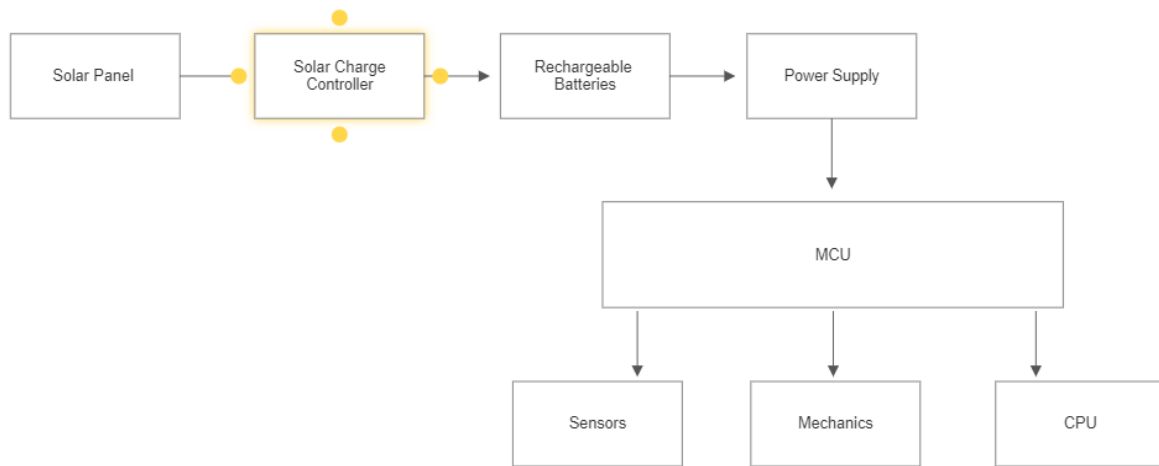 Solar Panel
Solar Charge
Controller
Rechargeable
Batteries
Power Supply
MCU
Sensors
Mechanics
CPU